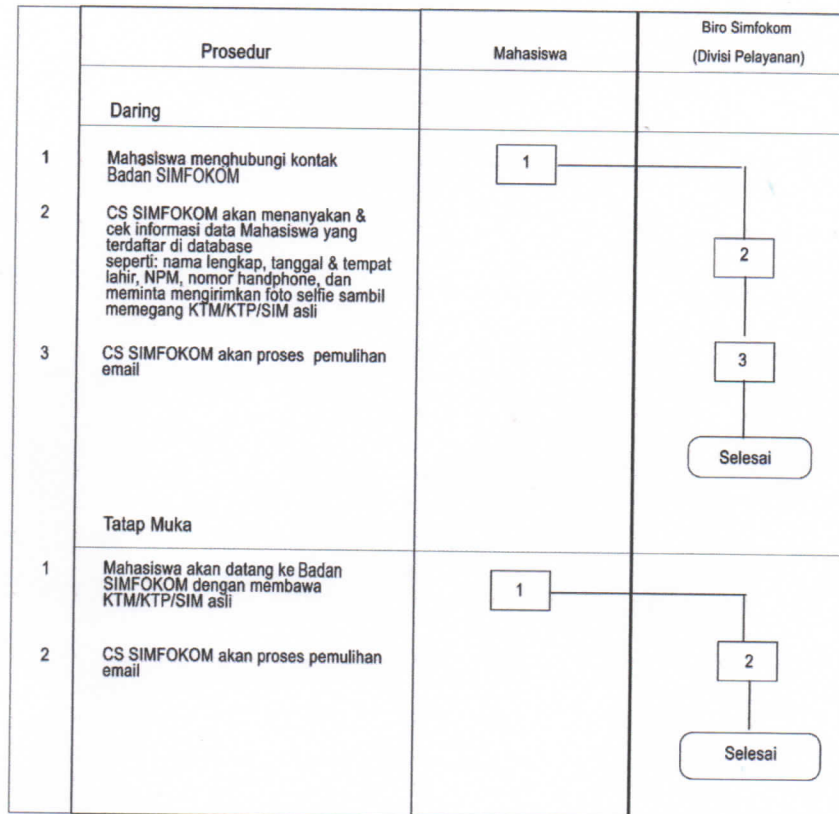 Prosedur
Mahasiswa
Biro Simfokom
(Divisi Pelayanan)
Daring
1
Mahasiswa menghubungi kontak
Badan SIMFOKOM
1
2
CS SIMFOKOM akan menanyakan &
cek informasi data Mahasiswa yang
terdaftar di database
seperti: nama lengkap, tanggal & tempat
lahir, NPM, nomor handphone, dan
meminta mengirimkan foto selfie sambil
memegang KTM/KTP/SIM asli
2
3
CS SIMFOKOM akan proses pemulihan
email
3
Selesai
Tatap Muka
1
Mahasiswa akan datang ke Badan
SIMFOKOM dengan membawa
KTM/KTP/SIM asli
1
2
CS SIMFOKOM akan proses pemulihan
email
2
Selesai